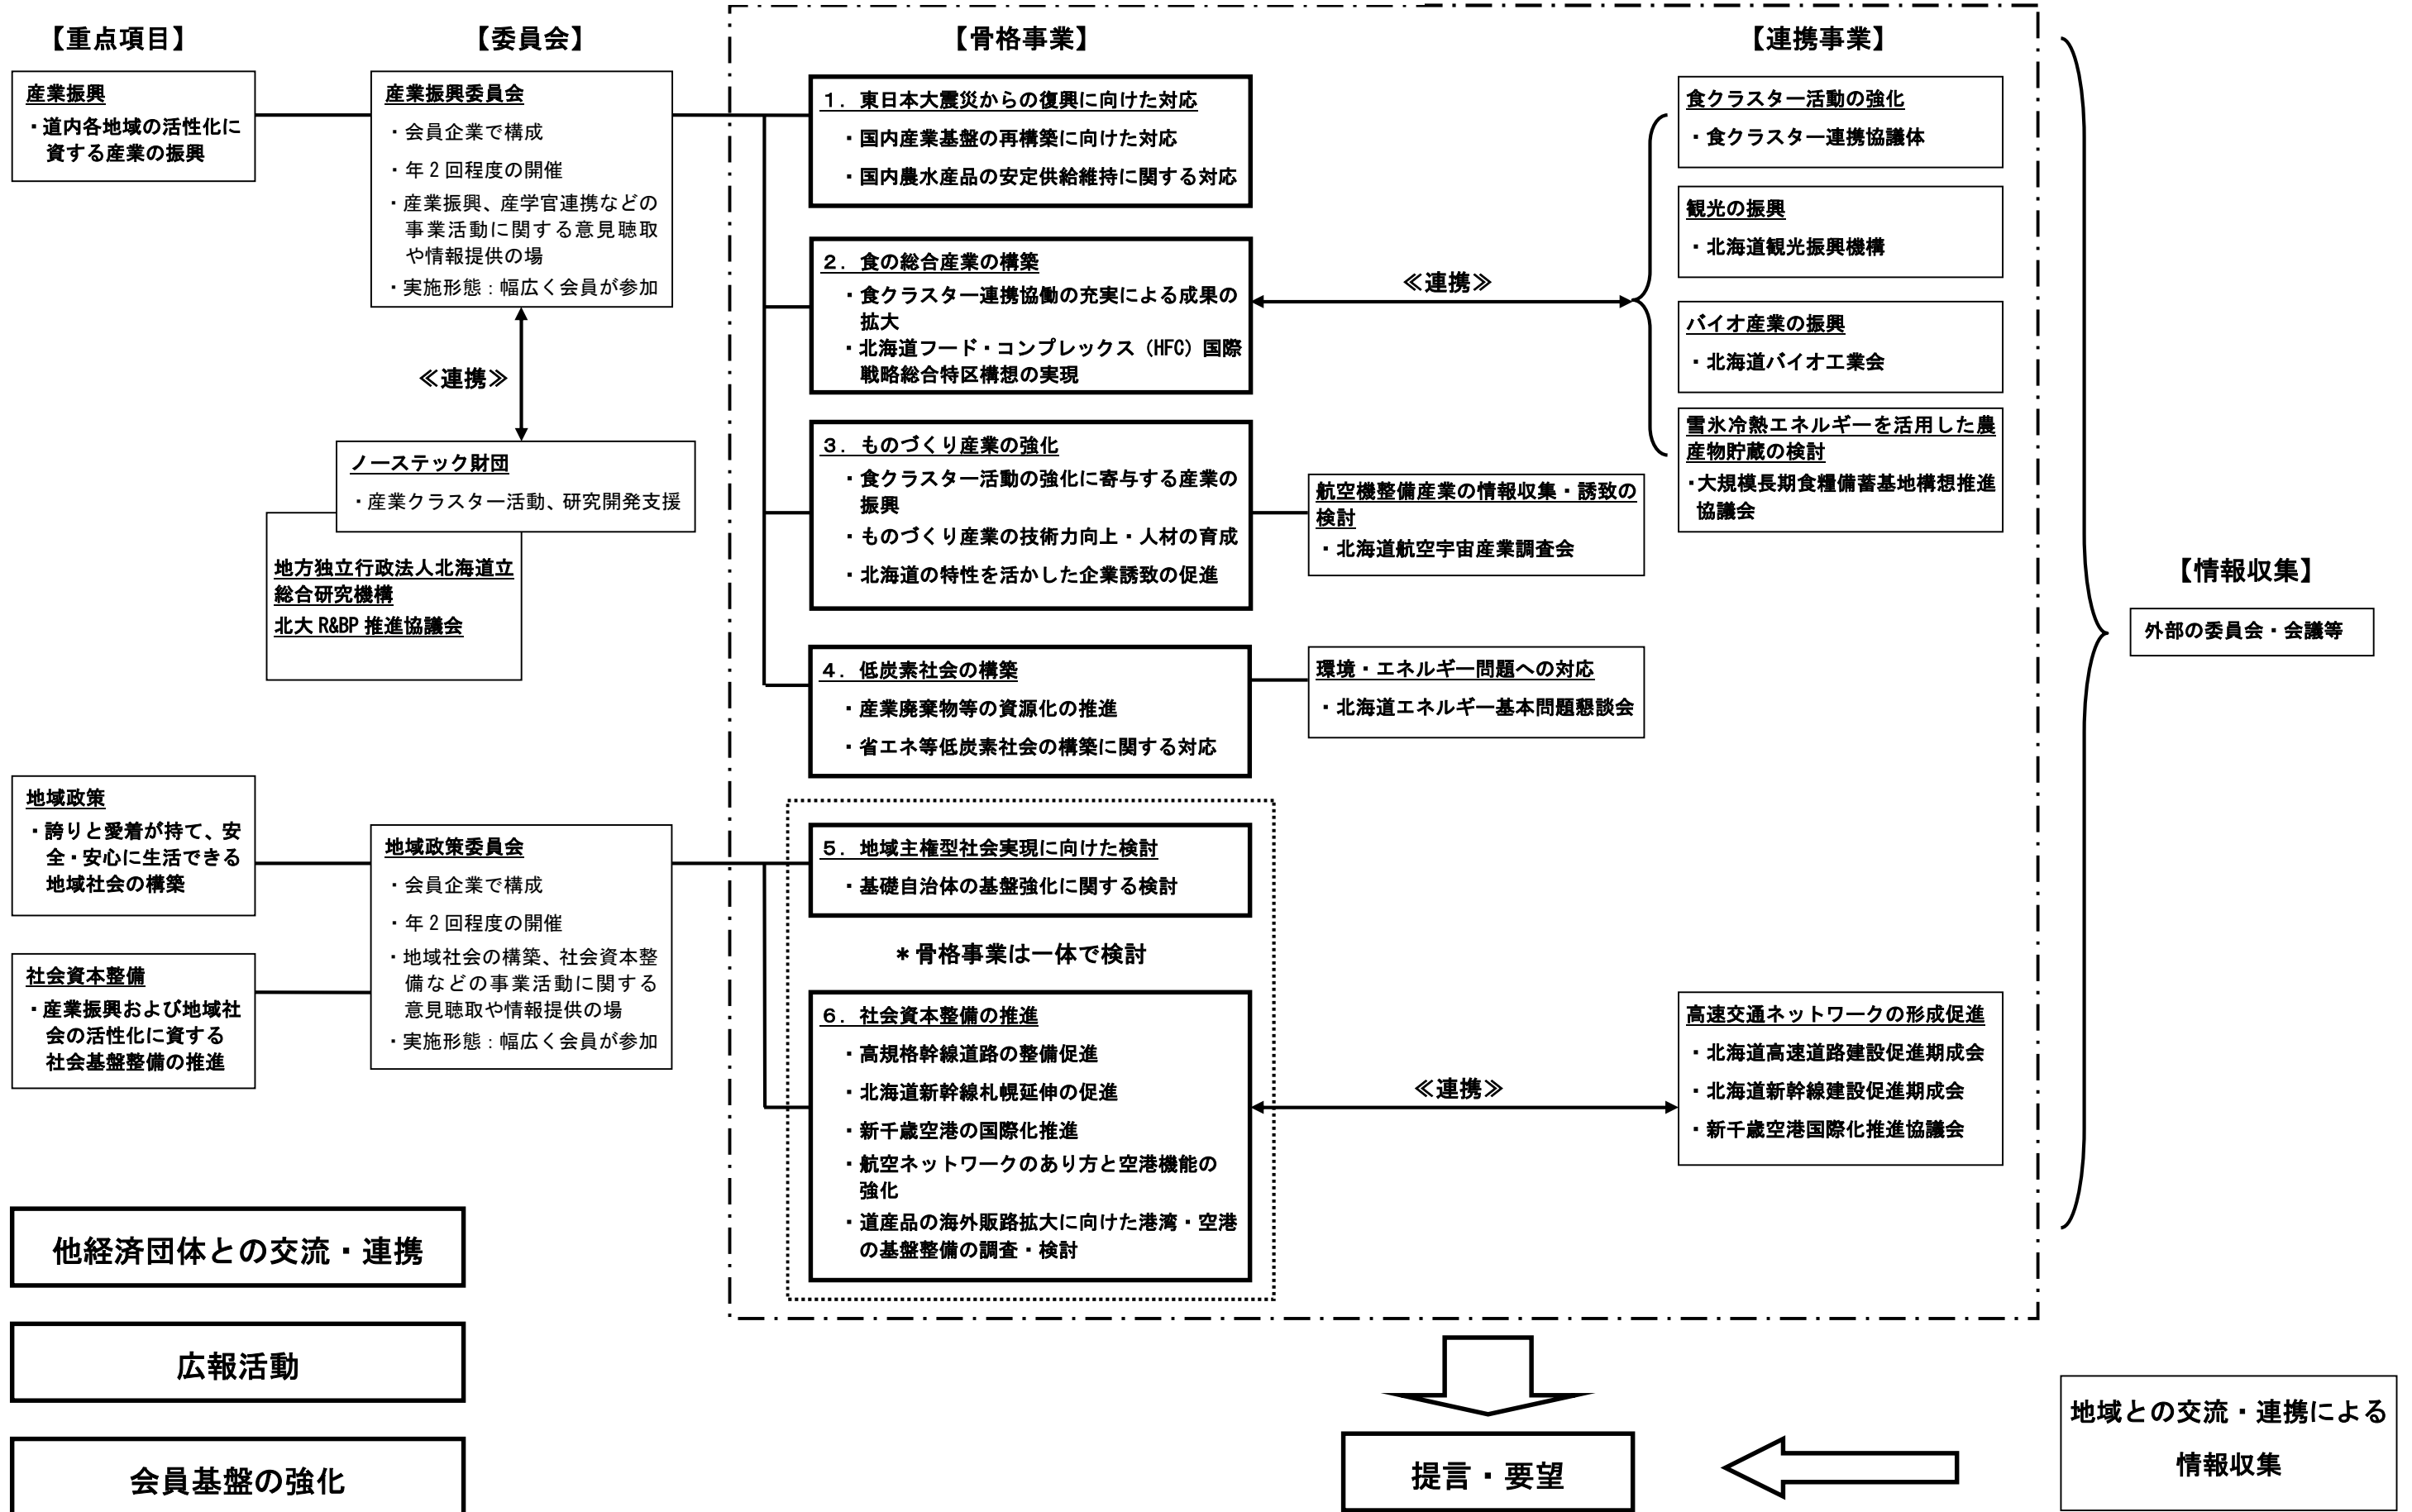 【重点項目】
産業振興
・道内各地域の活性化に
資する産業の振興
【委員会】
産業振興委員会
・会員企業で構成
・年2回程度の開催
・産業振興、産学官連携などの
事業活動に関する意見聴取
や情報提供の場
・実施形態：幅広く会員が参加
≪連携≫
ノーステック財団
・産業クラスター活動、研究開発支援
地方独立行政法人北海道立
総合研究機構
北大 R&BP 推進協議会
【骨格事業】
1．東日本大震災からの復興に向けた対応
・国内産業基盤の再構築に向けた対応
・国内農水産品の安定供給維持に関する対応
2．食の総合産業の構築
・食クラスター連携協働の充実による成果の
拡大
・北海道フード・コンプレックス（HFC）国際
戦略総合特区構想の実現
3．ものづくり産業の強化
・食クラスター活動の強化に寄与する産業の
振興
・ものづくり産業の技術力向上・人材の育成
・北海道の特性を活かした企業誘致の促進
4．低炭素社会の構築
・産業廃棄物等の資源化の推進
・省エネ等低炭素社会の構築に関する対応
≪連携≫
航空機整備産業の情報収集・誘致の
検討
・北海道航空宇宙産業調査会
環境・エネルギー問題への対応
・北海道エネルギー基本問題懇談会
【連携事業】
食クラスター活動の強化
・食クラスター連携協議体
観光の振興
・北海道観光振興機構
バイオ産業の振興
・北海道バイオ工業会
雪氷冷熱エネルギーを活用した農
産物貯蔵の検討
・大規模長期食糧備蓄基地構想推進
協議会
【情報収集】
外部の委員会・会議等
地域政策
・誇りと愛着が持て、安
全・安心に生活できる
地域社会の構築
社会資本整備
・産業振興および地域社
会の活性化に資する
社会基盤整備の推進
地域政策委員会
・会員企業で構成
・年2回程度の開催
・地域社会の構築、社会資本整
備などの事業活動に関する
意見聴取や情報提供の場
・実施形態：幅広く会員が参加
5．地域主権型社会実現に向けた検討
・基礎自治体の基盤強化に関する検討
＊骨格事業は一体で検討
6．社会資本整備の推進
・高規格幹線道路の整備促進
・北海道新幹線札幌延伸の促進
・新千歳空港の国際化推進
・航空ネットワークのあり方と空港機能の
強化
・道産品の海外販路拡大に向けた港湾・空港
の基盤整備の調査・検討
≪連携≫
高速交通ネットワークの形成促進
・北海道高速道路建設促進期成会
・北海道新幹線建設促進期成会
・新千歳空港国際化推進協議会
他経済団体との交流・連携
広報活動
会員基盤の強化
提言・要望
地域との交流・連携による
情報収集